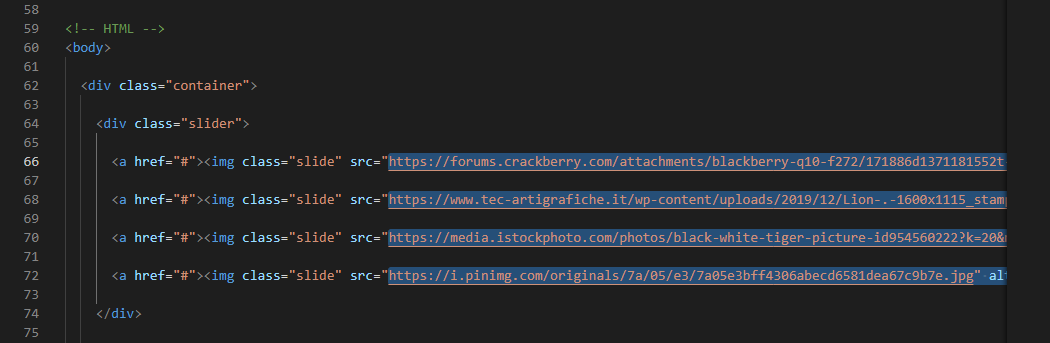 58
59 <!-- HTML -->
60 <body>
61
62 <div class="container">
63
64 <div class="slider">
65
66 <a href="#"><img class="slide" src="https://forums.crackberry.com/attachments/blackberry-q10-f272/171886d1371181552t
67
68 <a href="#"><img class="slide" src="https://www.tec-artigrafiche.it/wp-content/uploads/2019/12/Lion-.-1600x1115_stam
69
70 <a href="#"><img class="slide" src="https://media.istockphoto.com/photos/black-white-tiger-picture-id954560222?k=20&
71
72 <a href="#"><img class="slide" src="https://i.pinimg.com/originals/7a/05/e3/7a05e3bff4306abecd6581dea67c9b7e.jpg" al
73
74 </div>
75